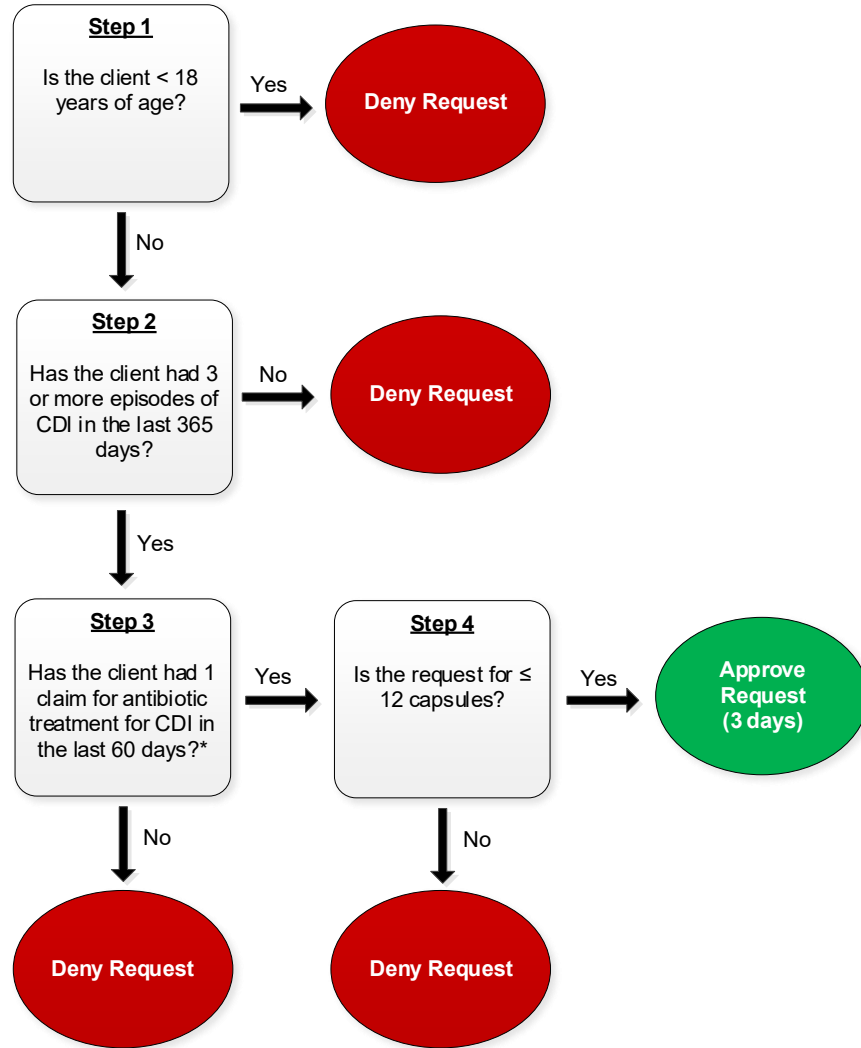 Step 1
Is the client < 18
years of age?
Yes
Deny Request
No
Step 2
Has the client had 3
or more episodes of
CDI in the last 365
days?
No
Deny Request
Yes
Step 3
Has the client had 1
claim for antibiotic
treatment for CDI in
the last 60 days?*
Yes
Step 4
Is the request for ≤
12 capsules?
Yes
Approve
Request
(3 days)
No
Deny Request
No
Deny Request